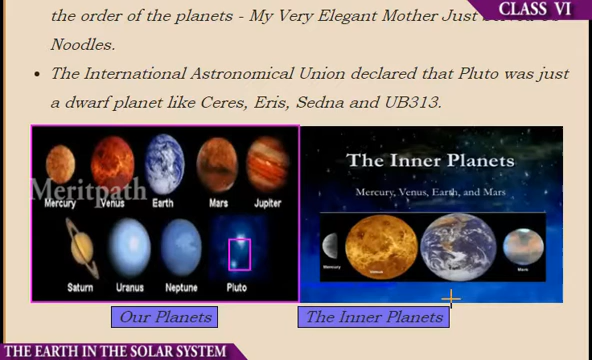 CLASS VI
the order of the planets - My Very Elegant Mother Just
Noodles.
• The International Astronomical Union declared that Pluto was just
a dwarf planet like Ceres, Eris, Sedna and UB313.
Meritpath
Mercury Venus Earth Mars Jupiter
Saturn Uranus Neptune Pluto
The Inner Planets
Mercury, Venus, Earth, and Mars
Mercury Venus Mars
Our Planets
The Inner Planets
THE EARTH IN THE SOLAR SYSTEM